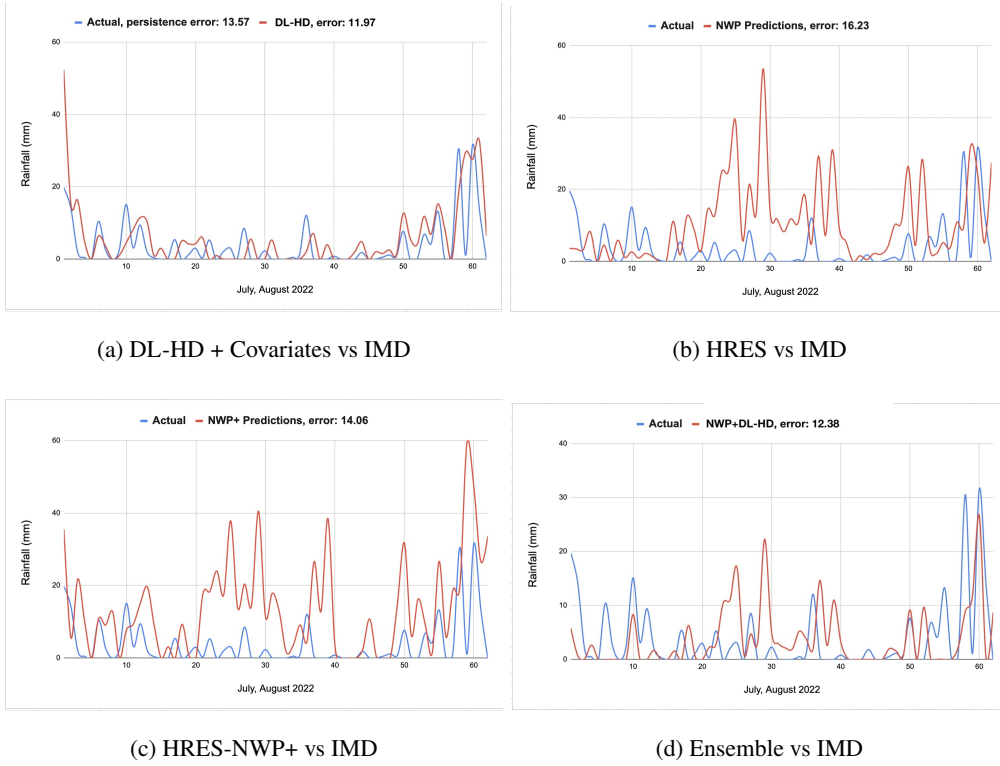 Actual, persistence error: 13.57 DL-HD, error: 11.97
60
40
20
0
Rainfall (mm)
10 20 30 40 50 60
July, August 2022
(a) DL-HD + Covariates vs IMD
Actual NWP Predictions, error: 16.23
60
40
20
0
Rainfall (mm)
10 20 30 40 50 60
July, August 2022
(b) HRES vs IMD
Actual NWP+ Predictions, error: 14.06
60
40
20
0
Rainfall (mm)
10 20 30 40 50 60
July, August 2022
(c) HRES-NWP+ vs IMD
Actual NWP+DL-HD, error: 12.38
40
30
20
10
0
Rainfall (mm)
10 20 30 40 50 60
July, August 2022
(d) Ensemble vs IMD